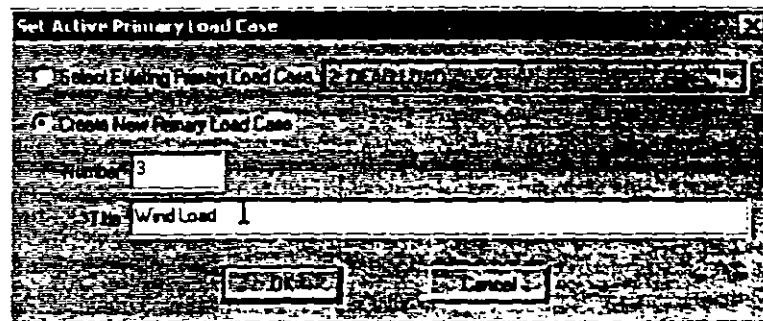 Set Active Primary Load Case
Select Existing Primary Load Case
Create New Primary Load Case
Number 3
Title Wind Load
OK
Cancel